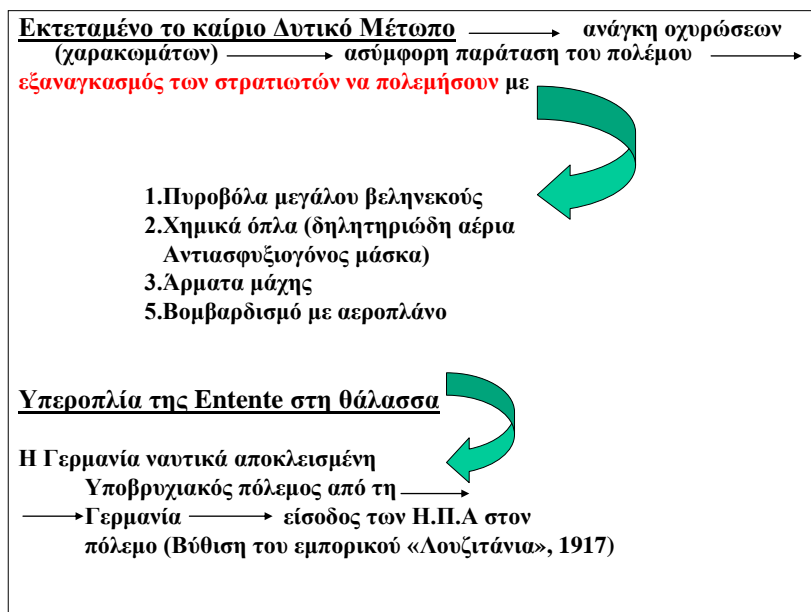 Εκτεταμένο το καίριο Δυτικό Μέτωπο ανάγκη οχυρώσεων
(χαρακωμάτων) ασύμφορη παράταση του πολέμου
εξαναγκασμός των στρατιωτών να πολεμήσουν με
1.Πυροβόλα μεγάλου βεληνεκούς
2.Χημικά όπλα (δηλητηριώδη αέρια
Αντιασφυξιογόνος μάσκα)
3.Άρματα μάχης
5.Βομβαρδισμό με αεροπλάνο
Υπεροπλία της Entente στη θάλασσα
Η Γερμανία ναυτικά αποκλεισμένη
Υποβρυχιακός πόλεμος από τη
Γερμανία είσοδος των Η.Π.Α στον
πόλεμο (Βύθιση του εμπορικού «Λουζιτάνια», 1917)